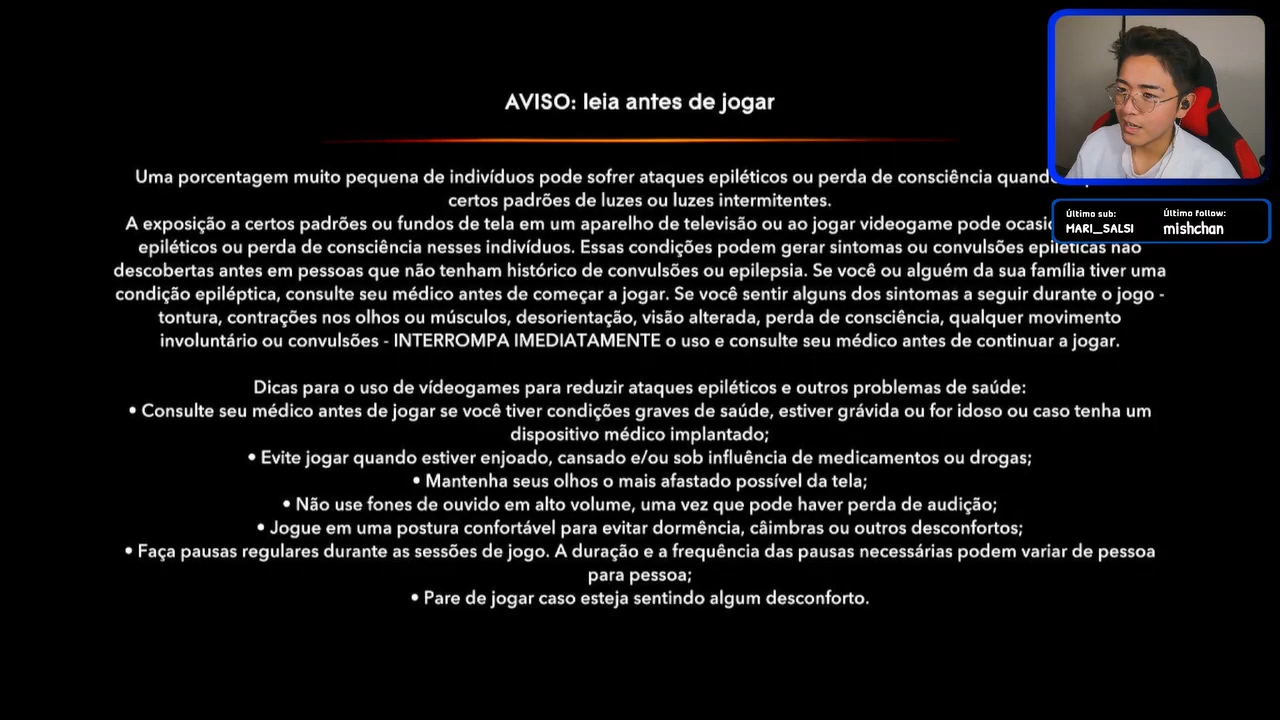 AVISO: leia antes de jogar
Uma porcentagem muito pequena de indivíduos pode sofrer ataques epiléticos ou perda de consciência
certos padrões de luzes ou luzes intermitentes.
A exposição a certos padrões ou fundos de tela em um aparelho de televisão ou ao jogar videogame pode
epiléticos ou perda de consciência nesses indivíduos. Essas condições podem gerar sintomas ou convulsões epiléticas não
descobertas antes em pessoas que não tenham histórico de convulsões ou epilepsia. Se você ou alguém da sua família tiver uma
condição epiléptica, consulte seu médico antes de começar a jogar. Se você sentir alguns dos sintomas a seguir durante o jogo -
tontura, contrações nos olhos ou músculos, desorientação, visão alterada, perda de consciência, qualquer movimento
involuntário ou convulsões - INTERROMPA IMEDIATAMENTE o uso e consulte seu médico antes de continuar a jogar.
Dicas para o uso de vídeogames para reduzir ataques epiléticos e outros problemas de saúde:
• Consulte seu médico antes de jogar se você tiver condições graves de saúde, estiver grávida ou for idoso ou caso tenha um
dispositivo médico implantado;
• Evite jogar quando estiver enjoado, cansado e/ou sob influência de medicamentos ou drogas;
• Mantenha seus olhos o mais afastado possível da tela;
• Não use fones de ouvido em alto volume, uma vez que pode haver perda de audição;
• Jogue em uma postura confortável para evitar dormência, câimbras ou outros desconfortos;
• Faça pausas regulares durante as sessões de jogo. A duração e a frequência das pausas necessárias podem variar de pessoa
para pessoa;
• Pare de jogar caso esteja sentindo algum desconforto.
Último sub:
MARI__SALSI
Último follow:
mishchan